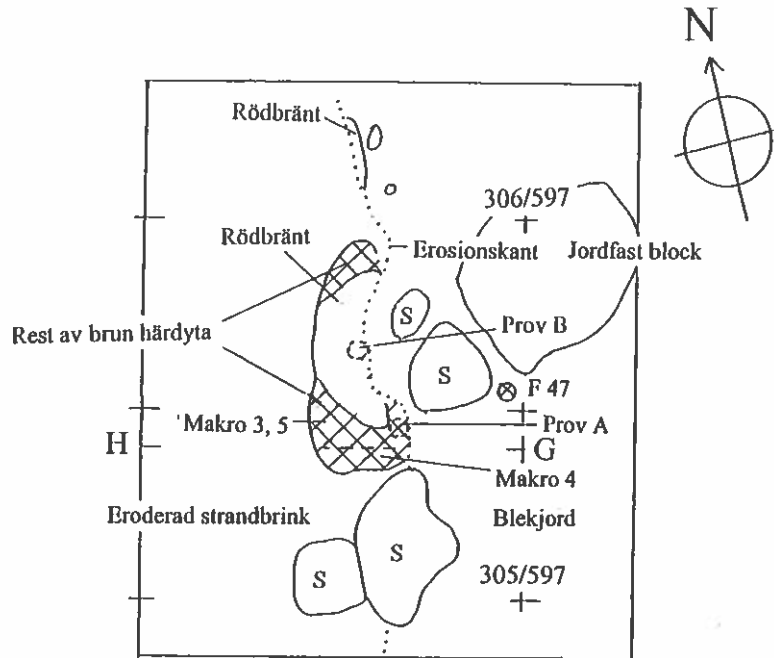 N
Rödbränt
306/597
Rödbränt
Erosionskant
Jordfast block
S
Prov B
Rest av brun härdyta
S
F 47
Makro 3, 5
Prov A
H
G
Makro 4
Eroderad strandbrink
Blekjord
S
S
305/597